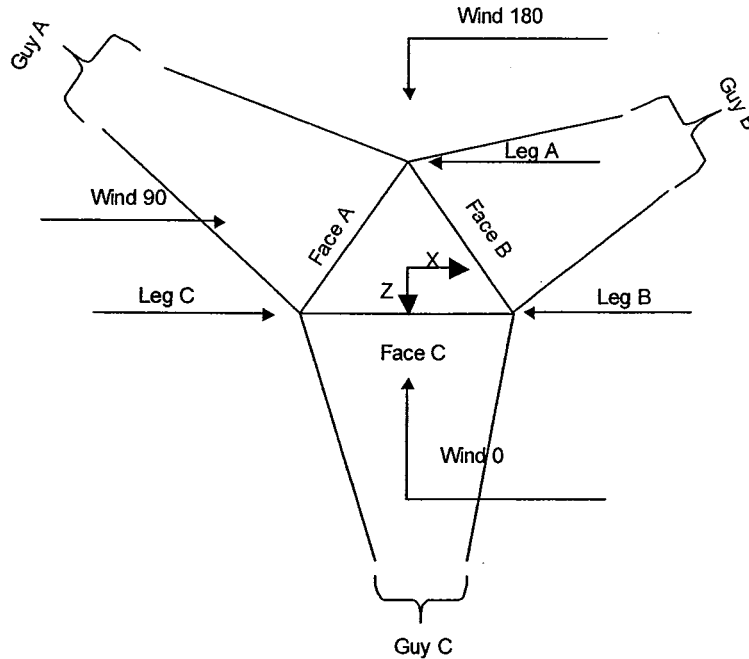 Wind 180
Guy A
Guy B
Leg A
Wind 90
Face A
Face B
X
Z
Leg C
Leg B
Face C
Wind 0
Guy C